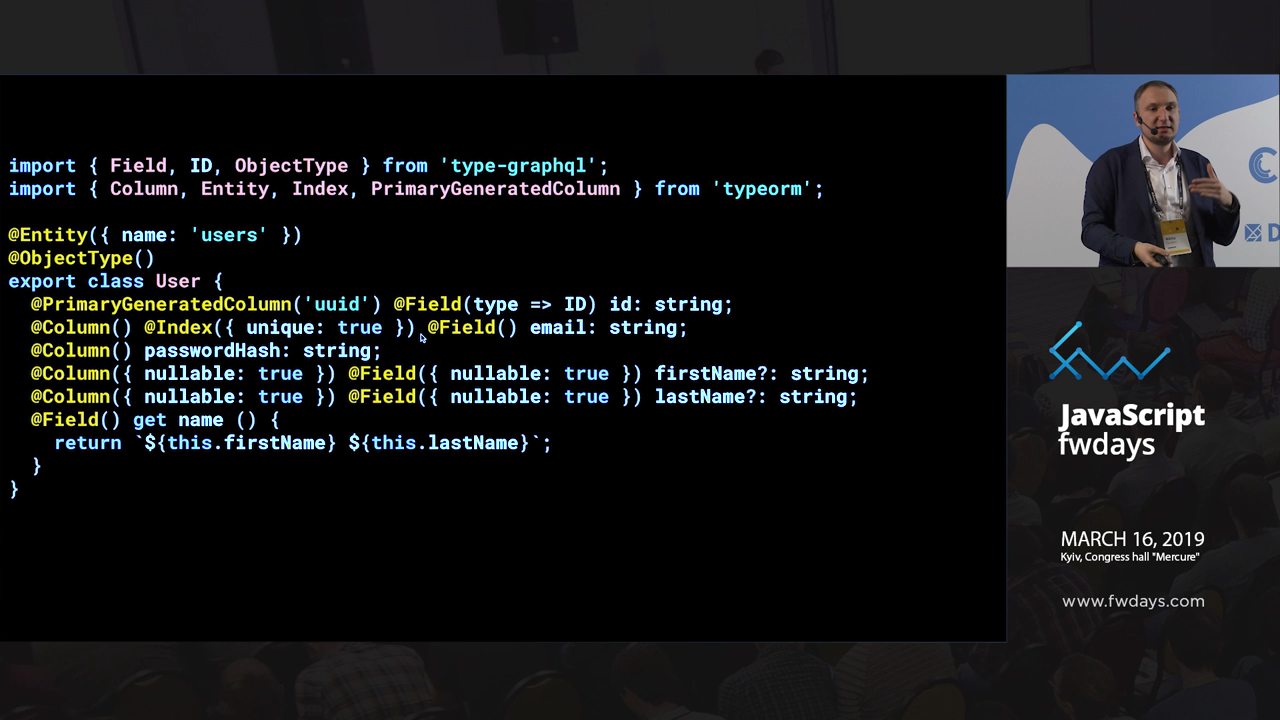 import { Field, ID, ObjectType } from 'type-graphql';
import { Column, Entity, Index, PrimaryGeneratedColumn } from 'typeorm';

@Entity({ name: 'users' })
@ObjectType()
export class User {
  @PrimaryGeneratedColumn('uuid') @Field(type => ID) id: string;
  @Column() @Index({ unique: true }) @Field() email: string;
  @Column() passwordHash: string;
  @Column({ nullable: true }) @Field({ nullable: true }) firstName?: string;
  @Column({ nullable: true }) @Field({ nullable: true }) lastName?: string;
  @Field() get name () {
    return `${this.firstName} ${this.lastName}`;
  }
}
JavaScript
fwdays
MARCH 16, 2019
Kyiv, Congress hall "Mercure"
www.fwdays.com